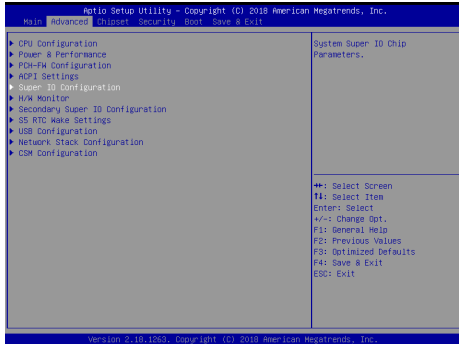 Aptio Setup Utility – Copyright (C) 2018 American Megatrends, Inc.
Main Advanced Chipset Security Boot Save & Exit
CPU Configuration
Power & Performance
PCH-FW Configuration
ACPI Settings
Super IO Configuration
H/W Monitor
Secondary Super IO Configuration
S5 RTC Wake Settings
USB Configuration
Network Stack Configuration
CSM Configuration
System Super IO Chip
Parameters.
→←: Select Screen
↑↓: Select Item
Enter: Select
+/-: Change Opt.
F1: General Help
F2: Previous Values
F3: Optimized Defaults
F4: Save & Exit
ESC: Exit
Version 2.18.1263. Copyright (C) 2018 American Megatrends, Inc.